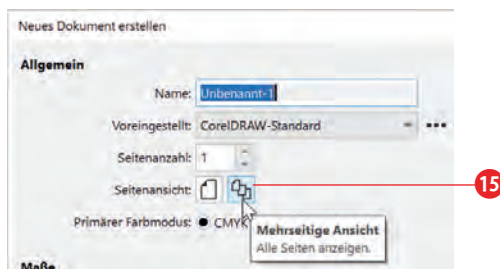 Neues Dokument erstellen
Allgemein
Name: Unbenannt-1
Voreingestellt: CorelDRAW-Standard
Seitenanzahl: 1
Seitenansicht:
15
Primärer Farbmodus: CMYK
Mehrseitige Ansicht
Alle Seiten anzeigen.
Maße